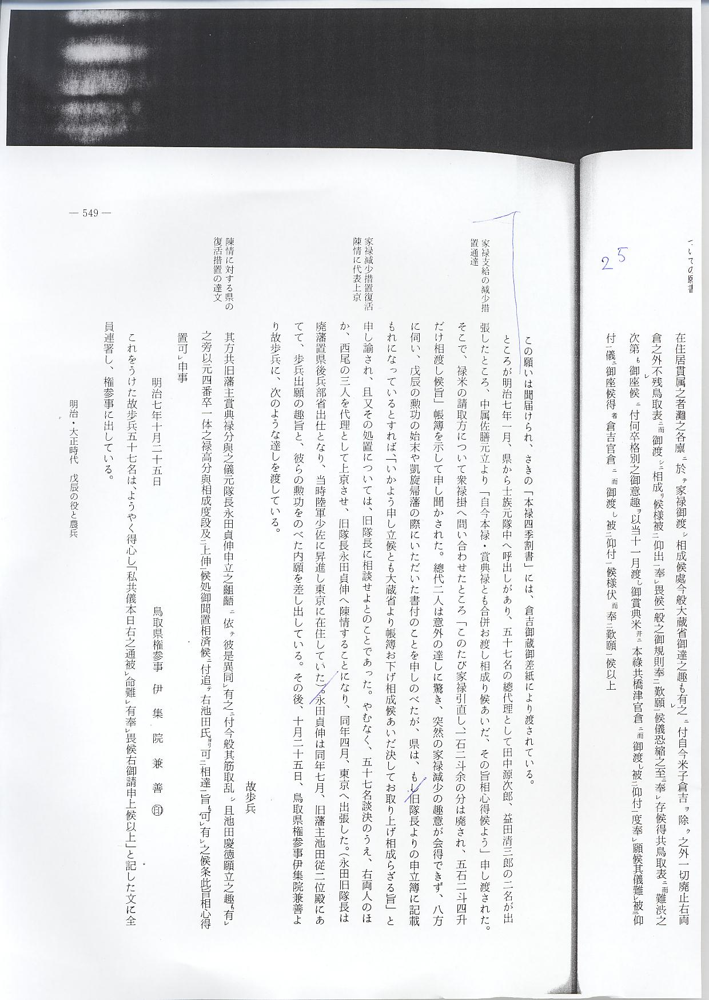 ついての願書
在住居貫属之者灘之各廩ニ於テ家禄御渡シ相成候處今般大蔵省御達之趣も有レ之ニ付自今米子倉吉ヲ除ク之外一切廃止右両
倉之外不レ残鳥取表ニ而御渡シニ相成リ候様被ニ仰出一奉レ畏候一般之御規則奉ニ歎願一候儀恐縮之至ニ奉レ存候得共鳥取表ニ而難渋之
次第も御座候ニ付何卒格別之御意趣ヲ以当十一月渡し御賞典米幷ニ本祿共橋津官倉ニ而御渡し被ニ仰付一度奉レ願候其儀難レ被ニ仰
付一儀ニ御座候得者倉吉官倉ニ而御渡し被ニ仰付一候様伏而奉ニ歎願一候以上
25
この願いは聞届けられ、さきの「本禄四季割書」には、倉吉御蔵御差紙により渡されている。
家禄支給の減少措
置通達
ところが明治七年一月、県から士族元隊中へ呼出しがあり、五十七名の總代理として田中源次郎、益田清三郎の二名が出
張したところ、中属佐膳元立より「自今本禄・賞典禄とも合併お渡し相成り候あいだ、その旨相心得候よう」申し渡された。
そこで、禄米の請取方について衆禄掛へ問い合わせたところ「このたび家禄引直し、一石二斗余の分は廃され、五石二斗四升
だけ相渡し候旨」帳簿を示して申し聞かされた。總代二人は意外の達しに驚き、突然の家禄減少の趣意が会得できず、八方
に伺い、戊辰の勲功の始末や凱旋帰藩の際にいただいた書付のことを申しのべたが、県は、もし旧隊長よりの申立簿に記載
もれになっているとすれば、「いかよう申し立候とも大蔵省より帳簿お下げ相成候あいだ決してお取り上げ相成らざる旨」と
家禄減少措置復活
陳情に代表上京
申し諭され、且又その処置については、旧隊長に相談せよとのことであった。やむなく、五十七名談決のうえ、右両人のほ
か、西尾の三人を代理として上京させ、旧隊長永田貞伸へ陳情することになり、同年四月、東京へ出張した。（永田旧隊長は
廃藩置県後兵部省出仕となり、当時陸軍少佐に昇進し東京に在住していた）。永田貞伸は同年七月、旧藩主池田従二位殿にあ
てて、歩兵出願の趣旨と、彼らの勲功をのべた内願を差し出している。その後、十月二十五日、鳥取県権参事伊集院兼善よ
り故歩兵に、次のような達しを渡している。
故歩兵
陳情に対する県の
復活措置の達文
其方共旧藩主賞典禄分與之儀元隊長永田貞伸申立之齟齬ニ依テ彼是異同レ有之ニ付今般其筋取乱シ且池田慶徳願立之趣も有レ
之旁以元四番卒一体之禄高分與相成度段及ニ上伸一候処御聞置相済候ニ付追テ右池田氏ヨリ可ニ相達一旨も可レ有レ之候条此旨相心得
置可レ申事
明治七年十月二十五日
鳥取県権参事 伊集院兼善㊞
これをうけた故歩兵五十七名は、ようやく得心し「私共儀本日右之通被レ命難レ有奉レ畏候右御請申上候以上」と記した文に全
員連署し、権参事に出している。
明治・大正時代 戊辰の役と農兵
― 549 ―